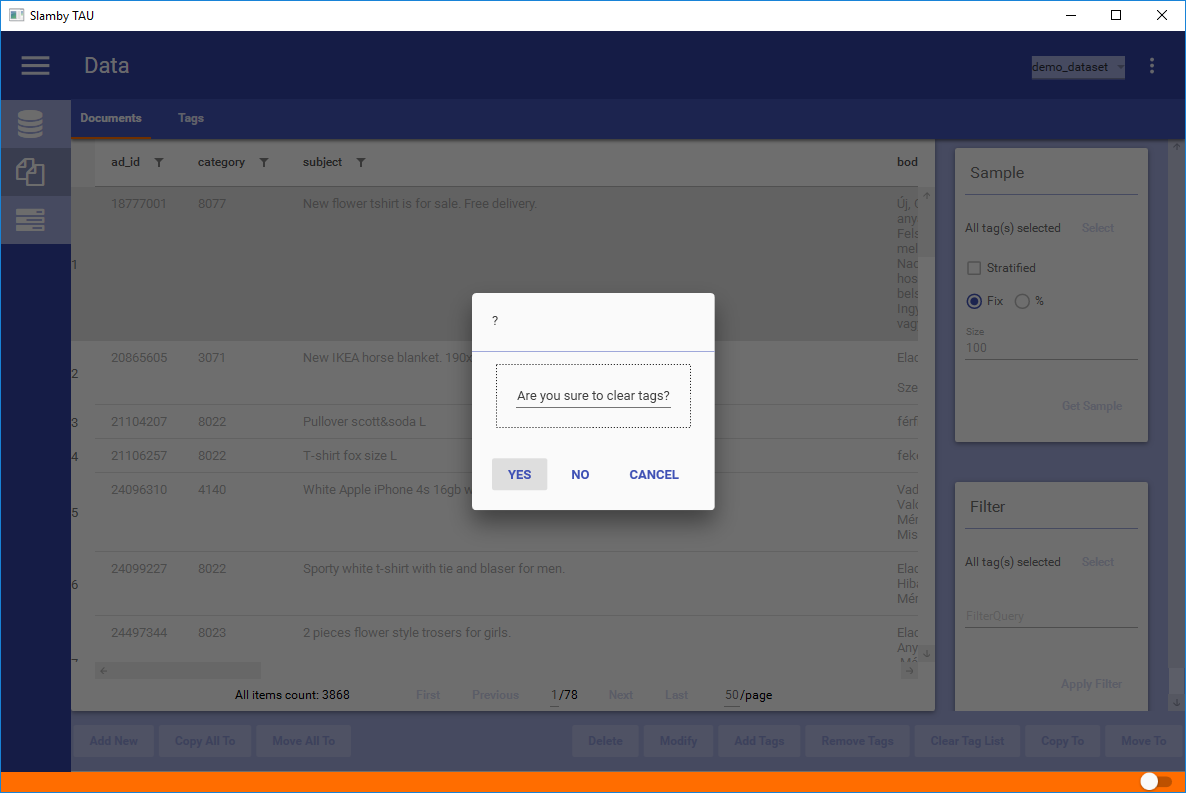 Slamby TAU
Data
demo_dataset
Documents Tags
ad_id category subject bod
1 18777001 8077 New flower tshirt is for sale. Free delivery. Új,
any
Fels
mel
Nad
hos
bels
Ingy
vagy
2 20865605 3071 New IKEA horse blanket. 190x Elad
Sze
3 21104207 8022 Pullover scott&soda L férf
4 21106257 8022 T-shirt fox size L feke
5 24096310 4140 White Apple iPhone 4s 16gb w Vad
Valo
Mér
Mis
6 24099227 8022 Sporty white t-shirt with tie and blaser for men. Elad
Hiba
Mér
24497344 8023 2 pieces flower style trosers for girls. Elad
Any
All items count: 3868 First Previous 1/78 Next Last 50/page
Sample
All tag(s) selected Select
Stratified
Fix %
Size
100
Get Sample
Filter
All tag(s) selected Select
FilterQuery
Apply Filter
?
Are you sure to clear tags?
YES NO CANCEL
Add New Copy All To Move All To Delete Modify Add Tags Remove Tags Clear Tag List Copy To Move To